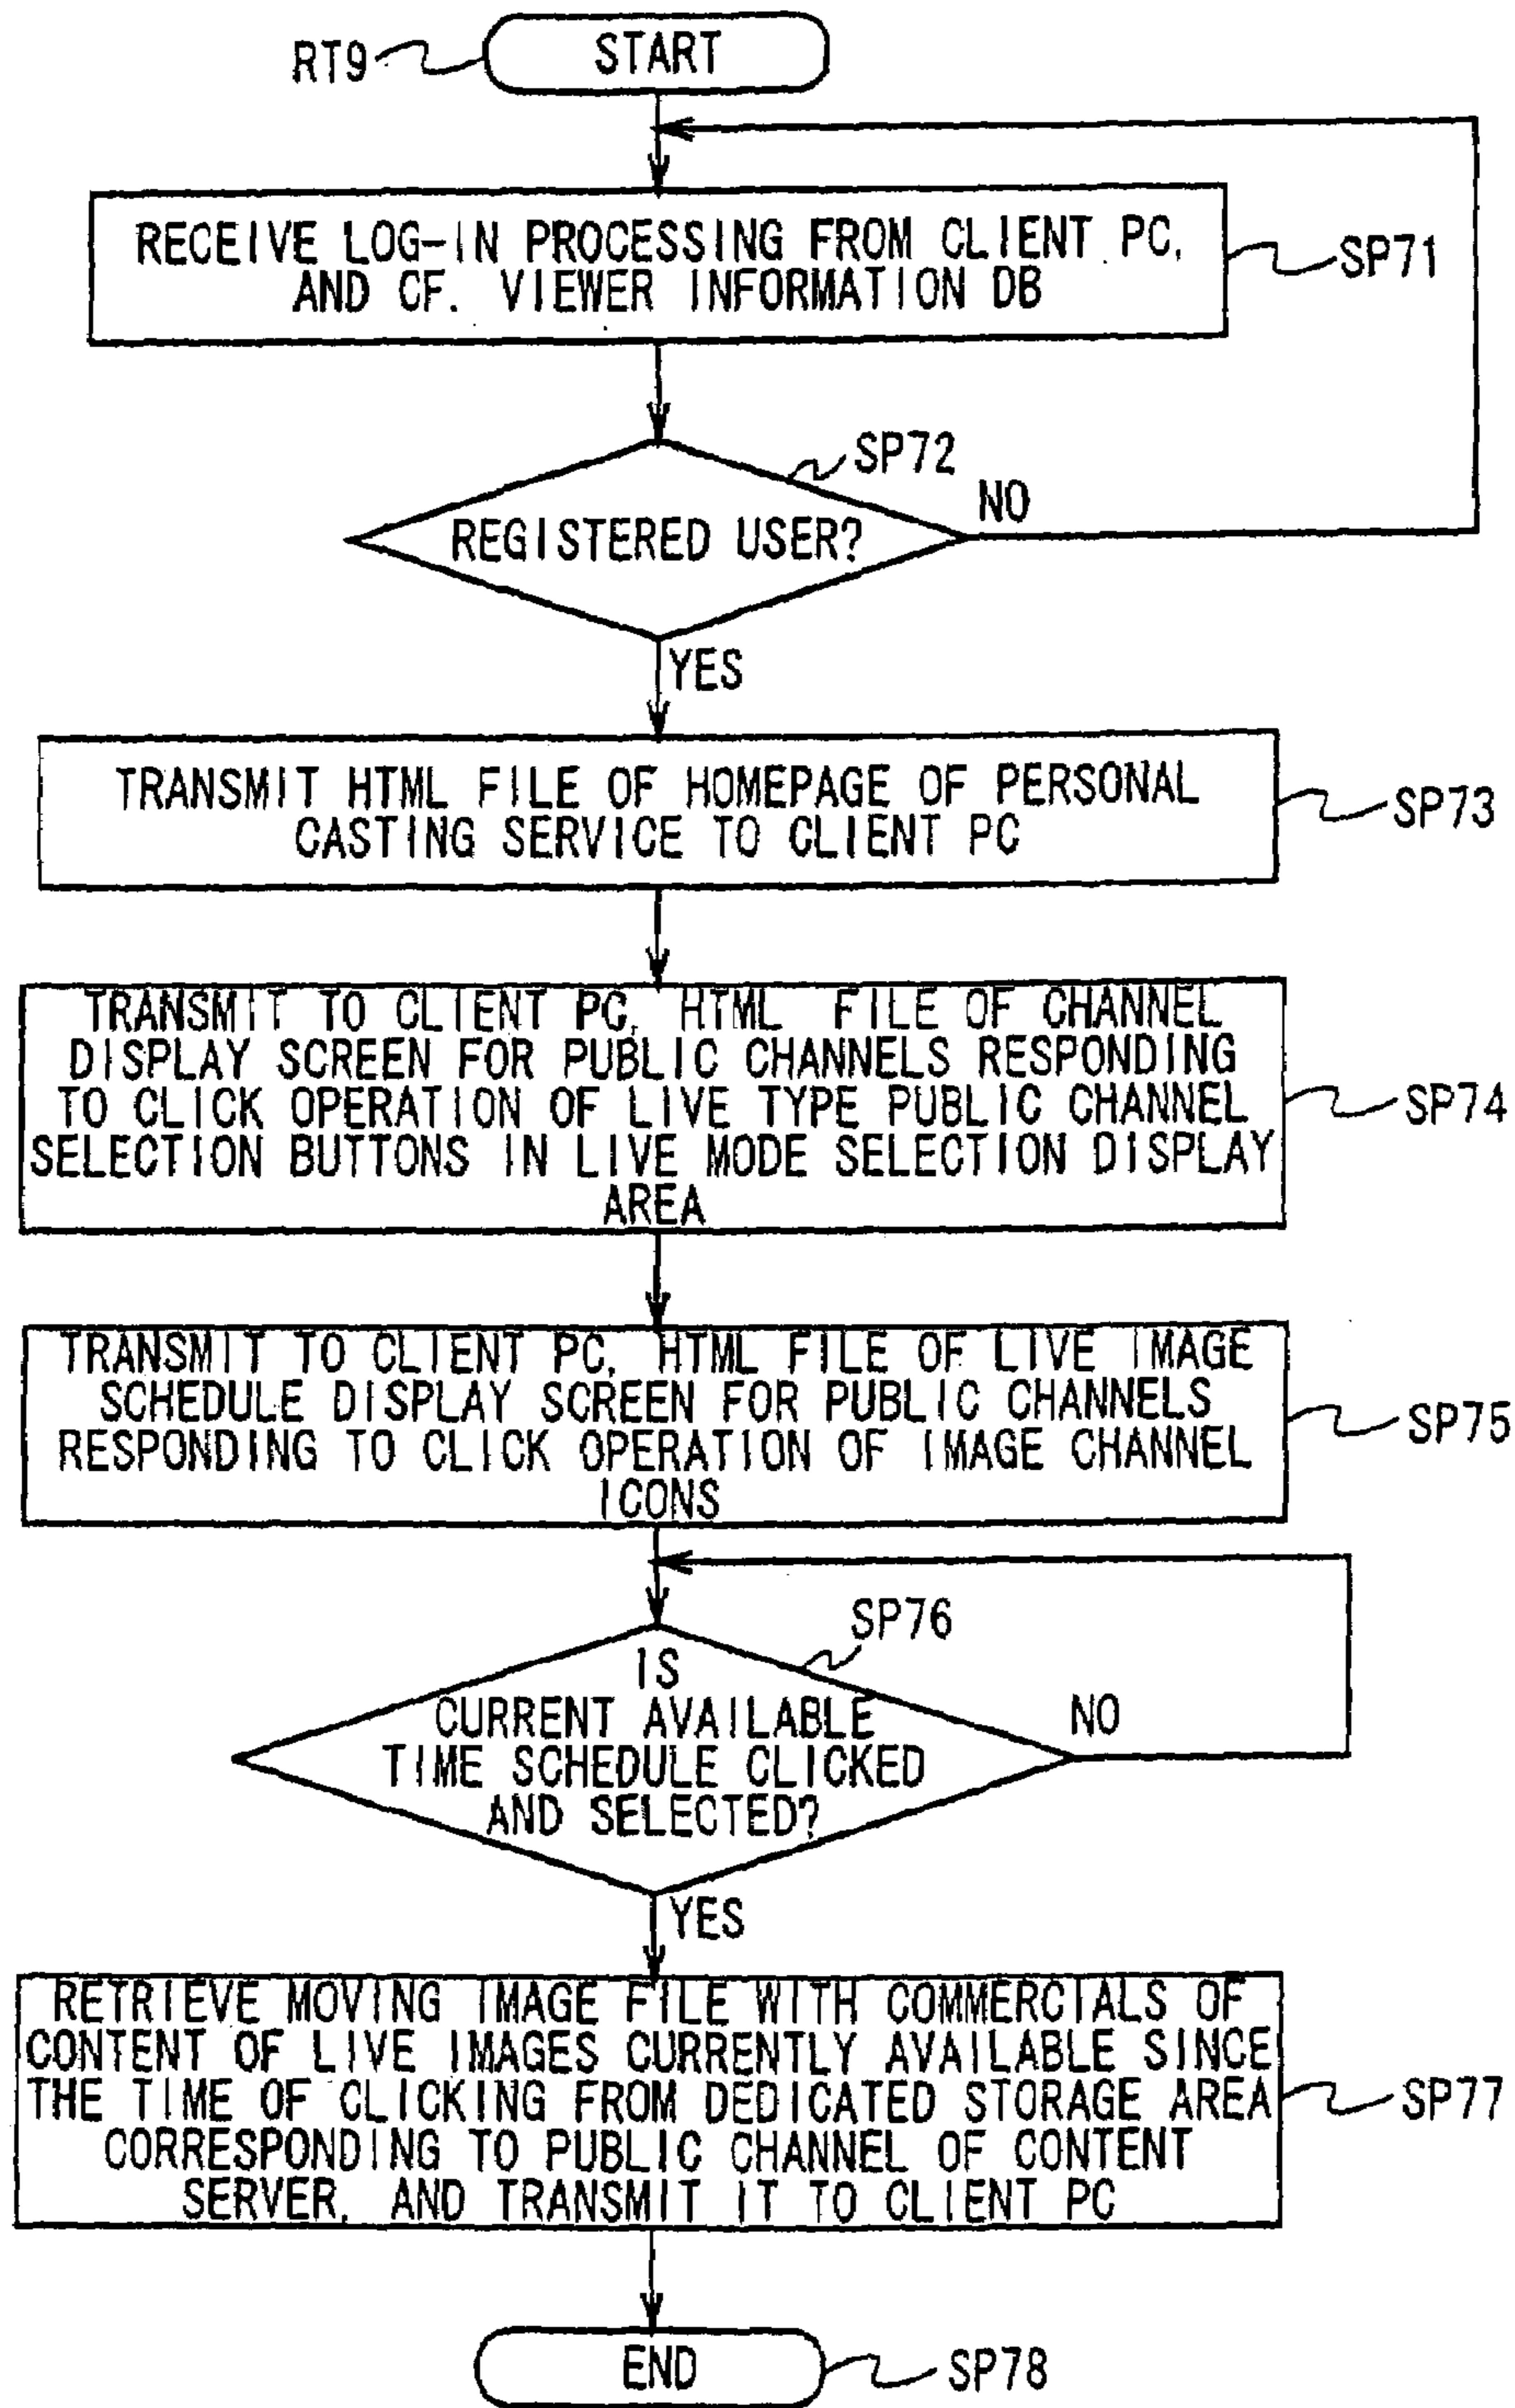 RT9
START
RECEIVE LOG-IN PROCESSING FROM CLIENT PC,
AND CF. VIEWER INFORMATION DB
SP71
SP72
REGISTERED USER?
NO
YES
TRANSMIT HTML FILE OF HOMEPAGE OF PERSONAL
CASTING SERVICE TO CLIENT PC
SP73
TRANSMIT TO CLIENT PC, HTML FILE OF CHANNEL
DISPLAY SCREEN FOR PUBLIC CHANNELS RESPONDING
TO CLICK OPERATION OF LIVE TYPE PUBLIC CHANNEL
SELECTION BUTTONS IN LIVE MODE SELECTION DISPLAY
AREA
SP74
TRANSMIT TO CLIENT PC, HTML FILE OF LIVE IMAGE
SCHEDULE DISPLAY SCREEN FOR PUBLIC CHANNELS
RESPONDING TO CLICK OPERATION OF IMAGE CHANNEL
ICONS
SP75
SP76
IS
CURRENT AVAILABLE
TIME SCHEDULE CLICKED
AND SELECTED?
NO
YES
RETRIEVE MOVING IMAGE FILE WITH COMMERCIALS OF
CONTENT OF LIVE IMAGES CURRENTLY AVAILABLE SINCE
THE TIME OF CLICKING FROM DEDICATED STORAGE AREA
CORRESPONDING TO PUBLIC CHANNEL OF CONTENT
SERVER, AND TRANSMIT IT TO CLIENT PC
SP77
END
SP78